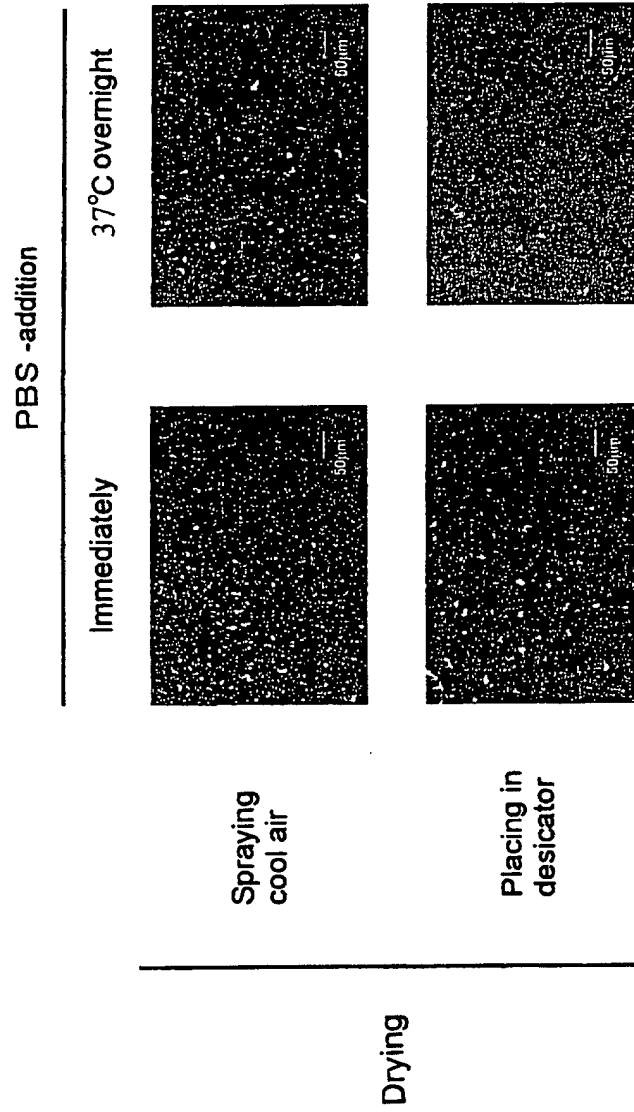 PBS -addition
Immediately
37°C overnight
Drying
Spraying
cool air
50μm
50μm
Placing in
desicator
50μm
50μm